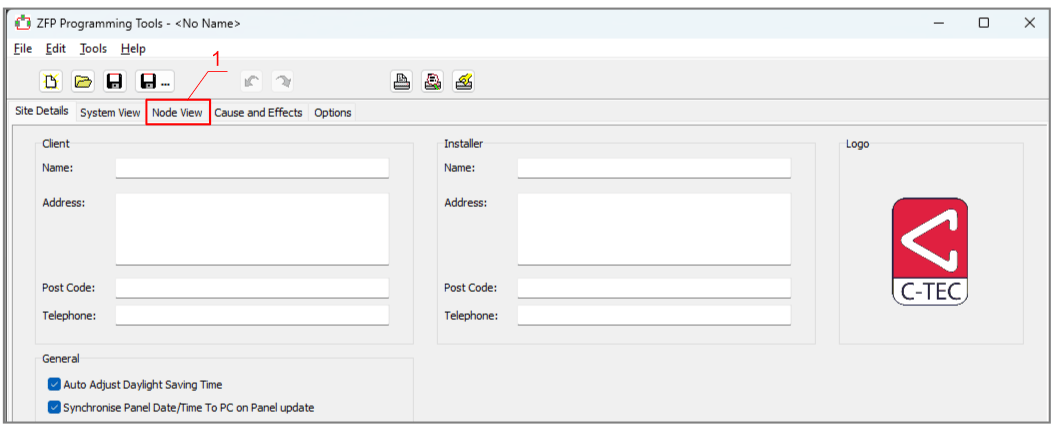 ZFP Programming Tools - <No Name>
File Edit Tools Help
1
...
Site Details System View Node View Cause and Effects Options
Client Installer Logo
Name: Name:
Address: Address:
C-TEC
Post Code: Post Code:
Telephone: Telephone:
General
Auto Adjust Daylight Saving Time
Synchronise Panel Date/Time To PC on Panel update